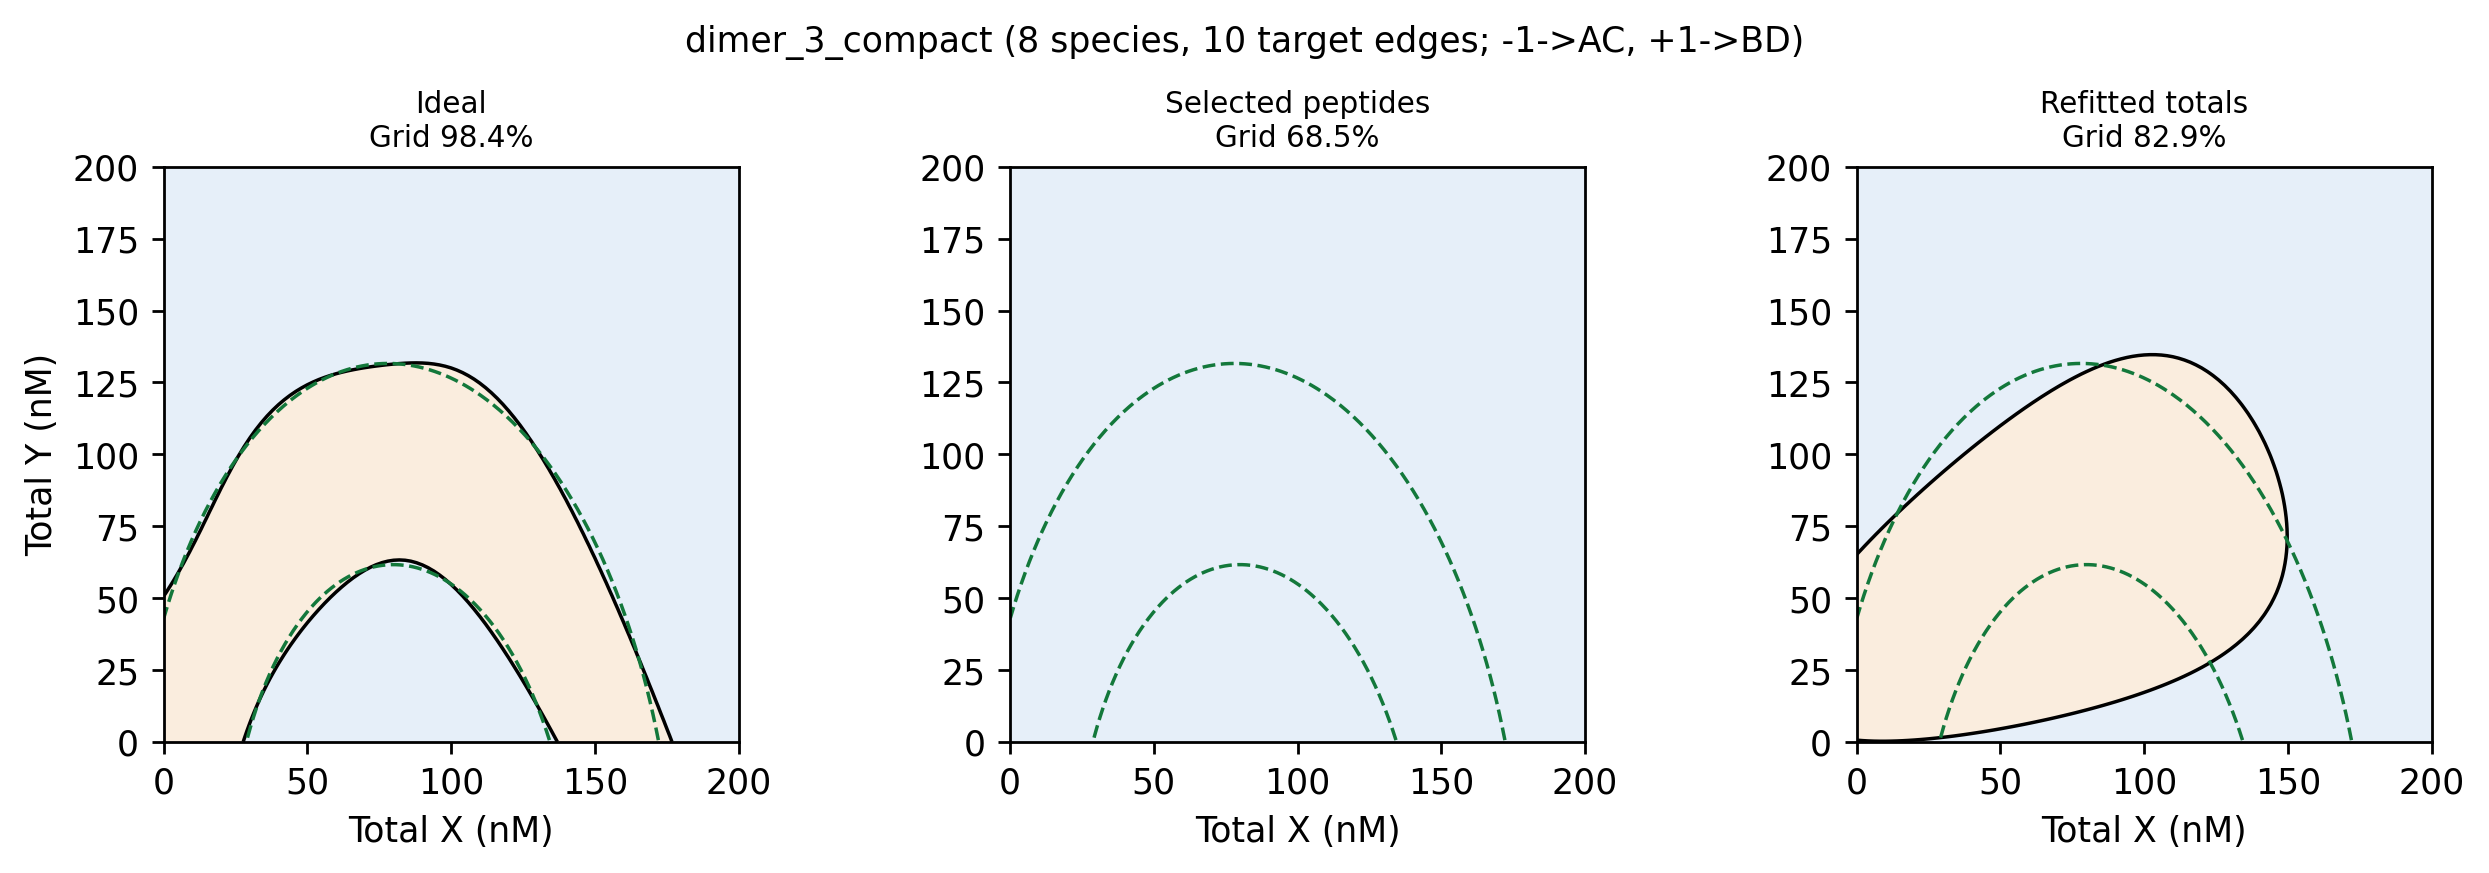 dimer_3_compact (8 species, 10 target edges; -1->AC, +1->BD)
Ideal
Grid 98.4%
200
175
150
125
100
75
50
25
0
Total Y (nM)
0 50 100 150 200
Total X (nM)
Selected peptides
Grid 68.5%
200
175
150
125
100
75
50
25
0
0 50 100 150 200
Total X (nM)
Refitted totals
Grid 82.9%
200
175
150
125
100
75
50
25
0
0 50 100 150 200
Total X (nM)